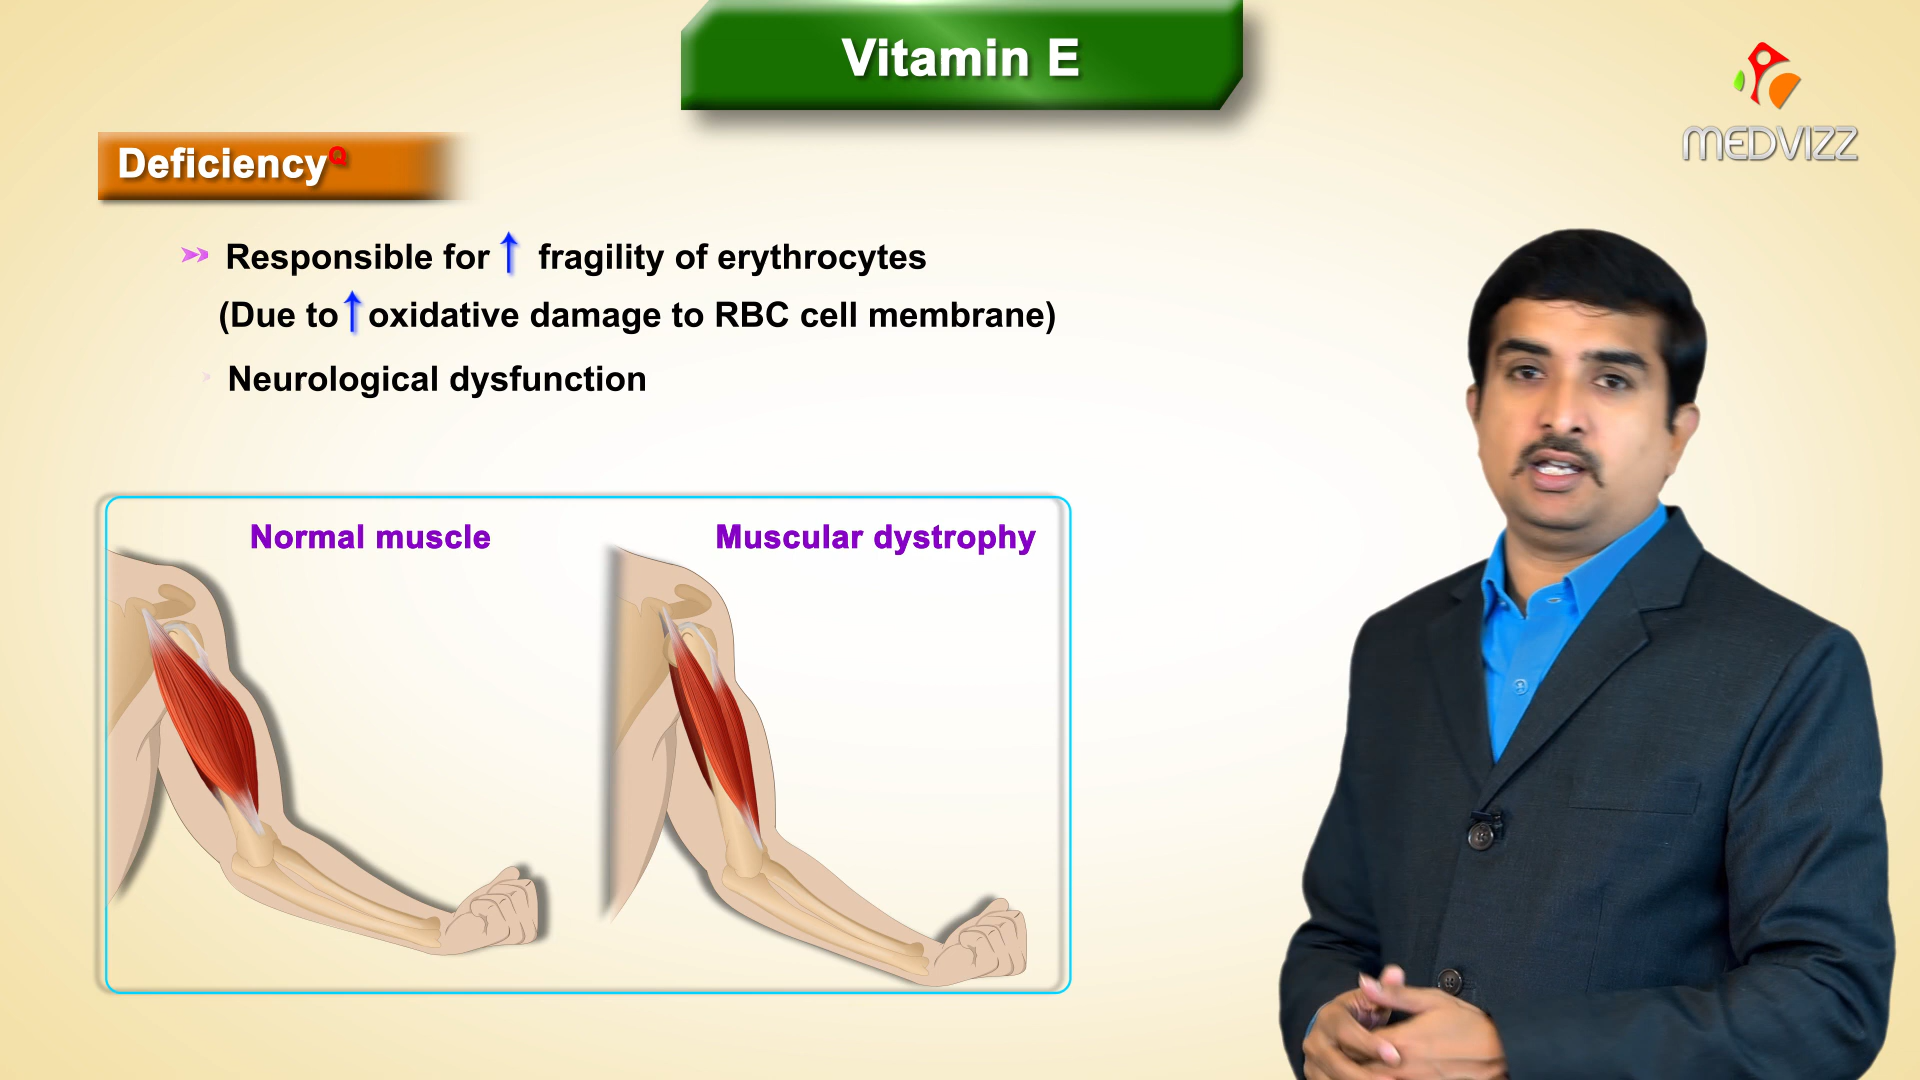 Vitamin E
MEDVIZZ
DeficiencyQ
Responsible for ↑ fragility of erythrocytes
(Due to ↑ oxidative damage to RBC cell membrane)
Neurological dysfunction
Normal muscle
Muscular dystrophy